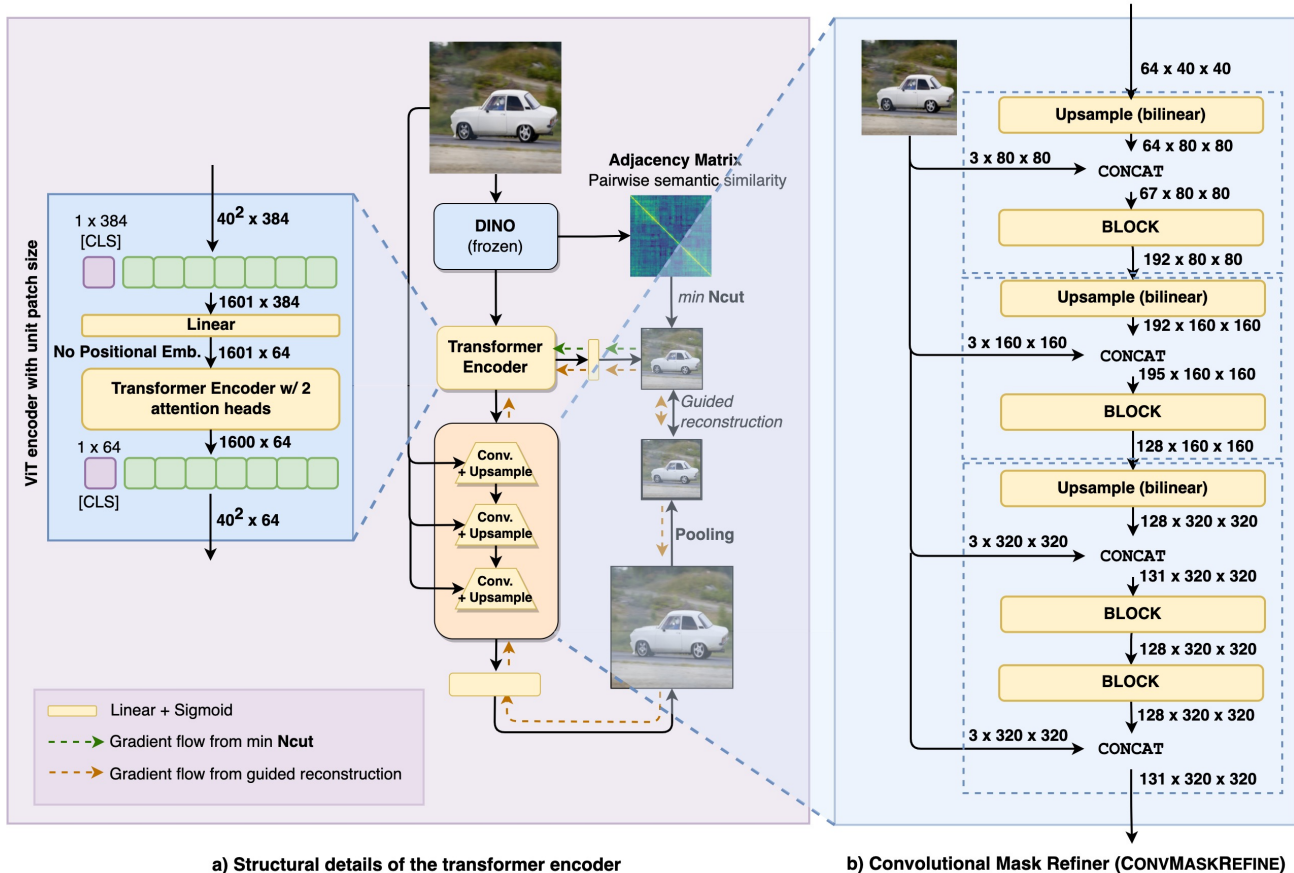 ViT encoder with unit patch size
40² x 384
1 x 384
[CLS]
1601 x 384
Linear
No Positional Emb.
1601 x 64
Transformer Encoder w/ 2
attention heads
1600 x 64
1 x 64
[CLS]
40² x 64
DINO
(frozen)
Adjacency Matrix
Pairwise semantic similarity
min Ncut
Transformer
Encoder
Guided
reconstruction
Conv.
+ Upsample
Conv.
+ Upsample
Conv.
+ Upsample
Pooling
Linear + Sigmoid
Gradient flow from min Ncut
Gradient flow from guided reconstruction
a) Structural details of the transformer encoder
64 x 40 x 40
Upsample (bilinear)
64 x 80 x 80
3 x 80 x 80
CONCAT
67 x 80 x 80
BLOCK
192 x 80 x 80
Upsample (bilinear)
192 x 160 x 160
3 x 160 x 160
CONCAT
195 x 160 x 160
BLOCK
128 x 160 x 160
Upsample (bilinear)
128 x 320 x 320
3 x 320 x 320
CONCAT
131 x 320 x 320
BLOCK
128 x 320 x 320
BLOCK
128 x 320 x 320
3 x 320 x 320
CONCAT
131 x 320 x 320
b) Convolutional Mask Refiner (CONVMASKREFINE)